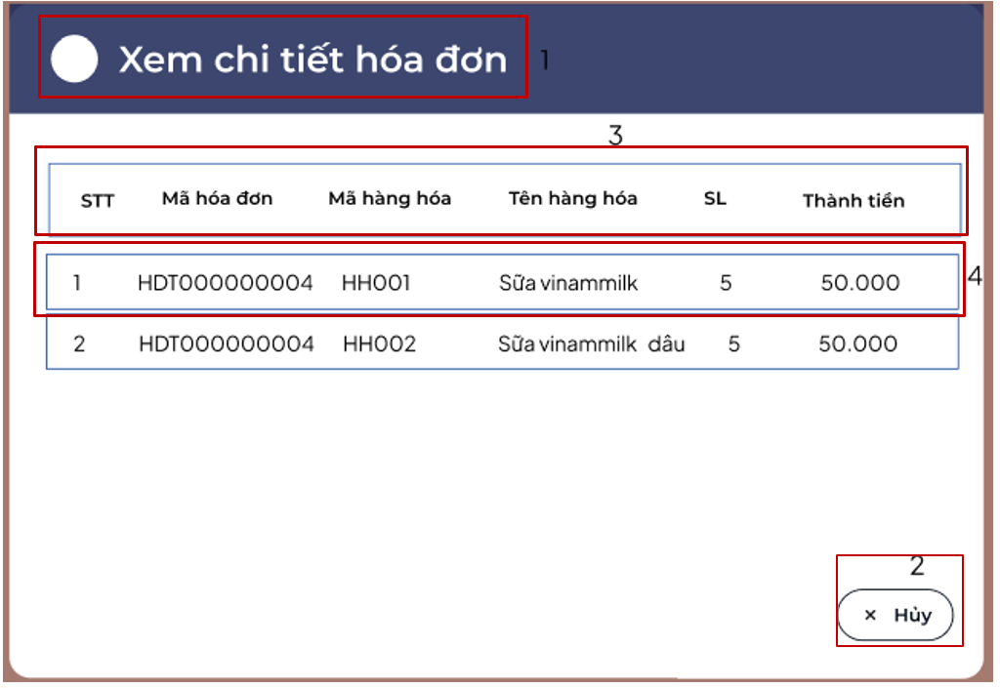 Xem chi tiết hóa đơn 1
3
STT Mã hóa đơn Mã hàng hóa Tên hàng hóa SL Thành tiền
1 HDT000000004 HH001 Sữa vinammilk 5 50.000 4
2 HDT000000004 HH002 Sữa vinammilk dâu 5 50.000
2
× Hủy